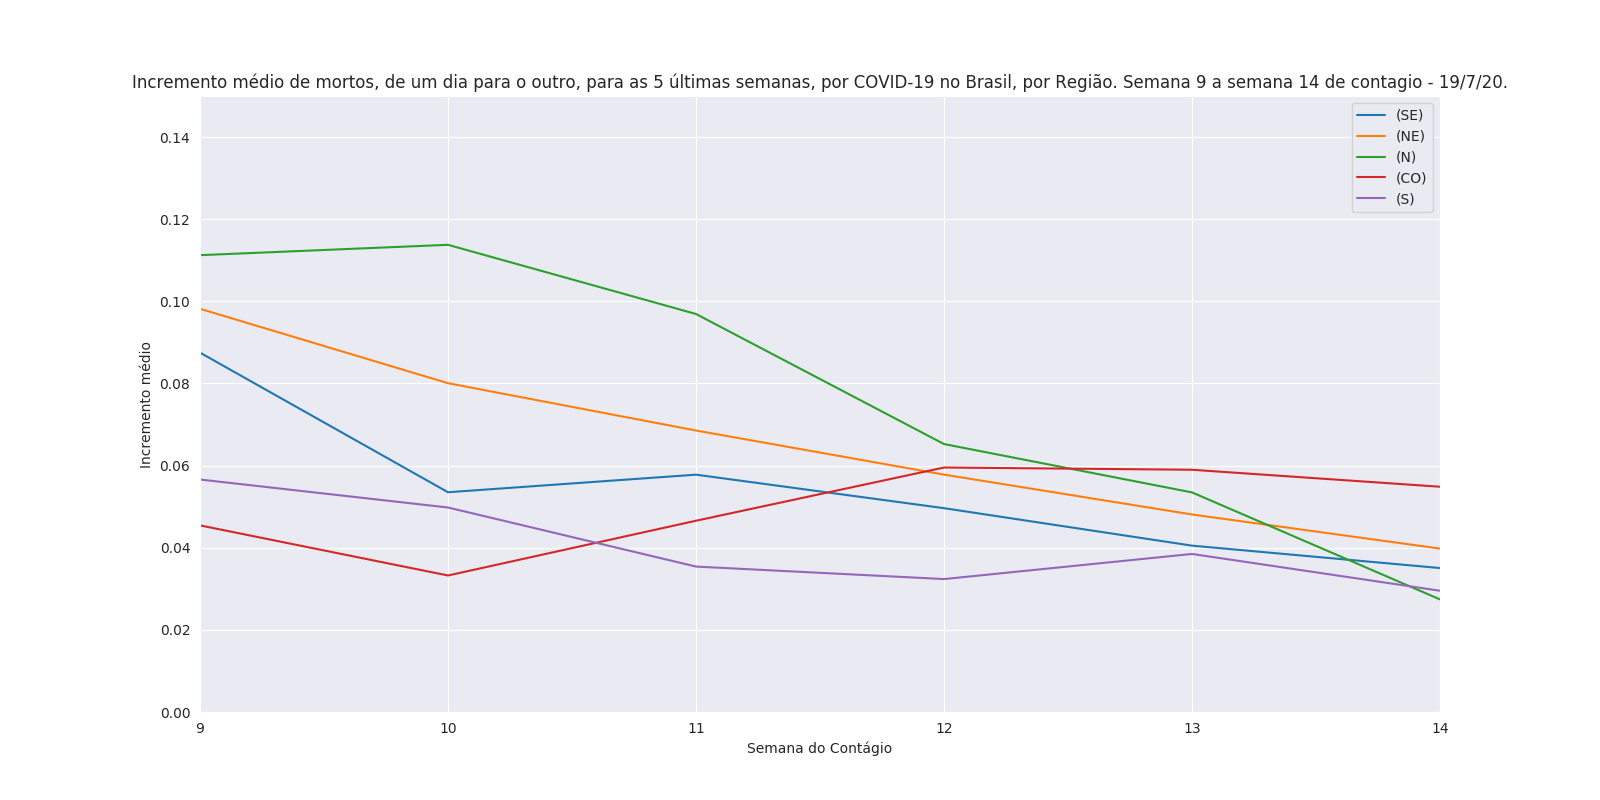 Incremento médio de mortos, de um dia para o outro, para as 5 últimas semanas, por COVID-19 no Brasil, por Região. Semana 9 a semana 14 de contagio - 19/7/20.
(SE)
(NE)
(N)
(CO)
(S)
0.14
0.12
0.10
0.08
0.06
0.04
0.02
0.00
Incremento médio
9 10 11 12 13 14
Semana do Contágio